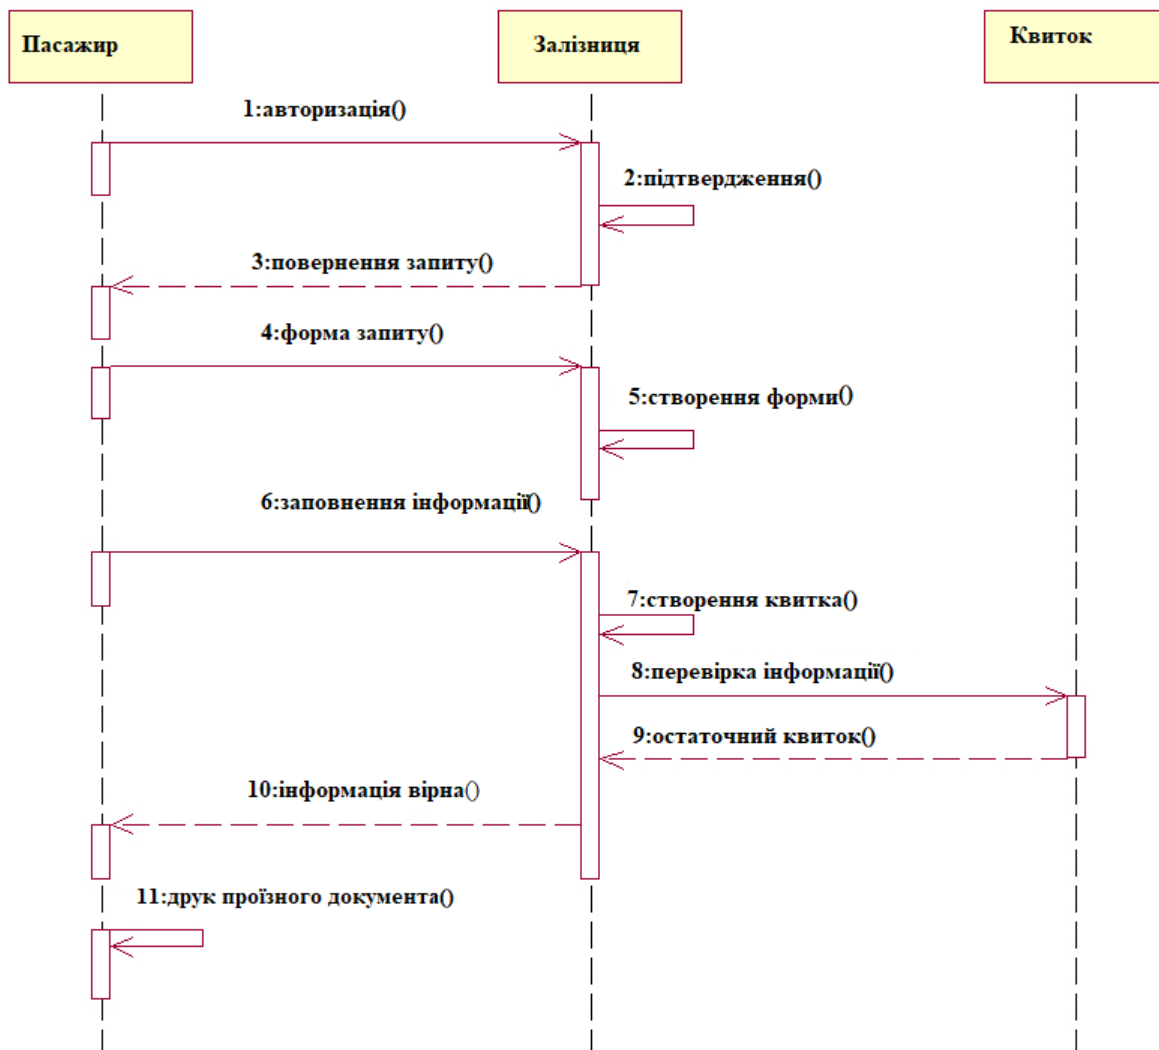 Пасажир
Залізниця
Квиток
1:авторизація()
2:підтвердження()
3:повернення запиту()
4:форма запиту()
5:створення форми()
6:заповнення інформації()
7:створення квитка()
8:перевірка інформації()
9:остаточний квиток()
10:інформація вірна()
11:друк проїзного документа()